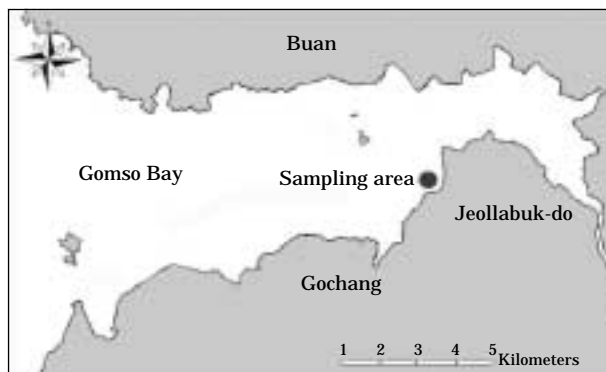 Buan
Gomso Bay
Sampling area
Jeollabuk-do
Gochang
1 2 3 4 5
Kilometers